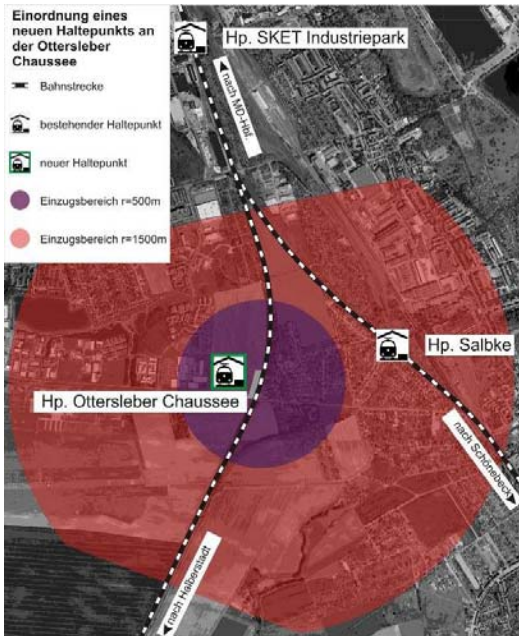 Einordnung eines
neuen Haltepunkts an
der Ottersleber
Chaussee
Bahnstrecke
bestehender Haltepunkt
neuer Haltepunkt
Einzugsbereich r=500m
Einzugsbereich r=1500m
Hp. SKET Industriepark
nach MD-Hbf.
Hp. Salbke
Hp. Ottersleber Chaussee
nach Schönebeck
nach Halberstadt